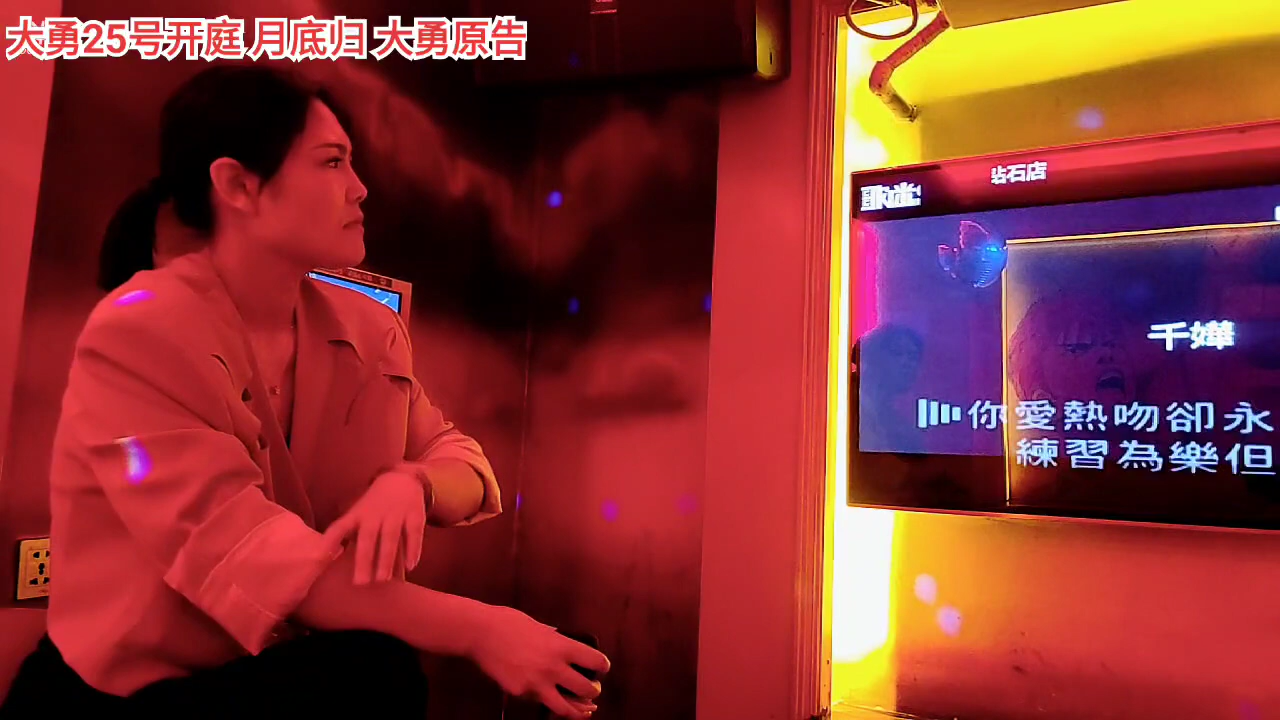 大勇25号开庭 月底归 大勇原告
钻石店
千嬅
你愛熱吻卻永
練習為樂但